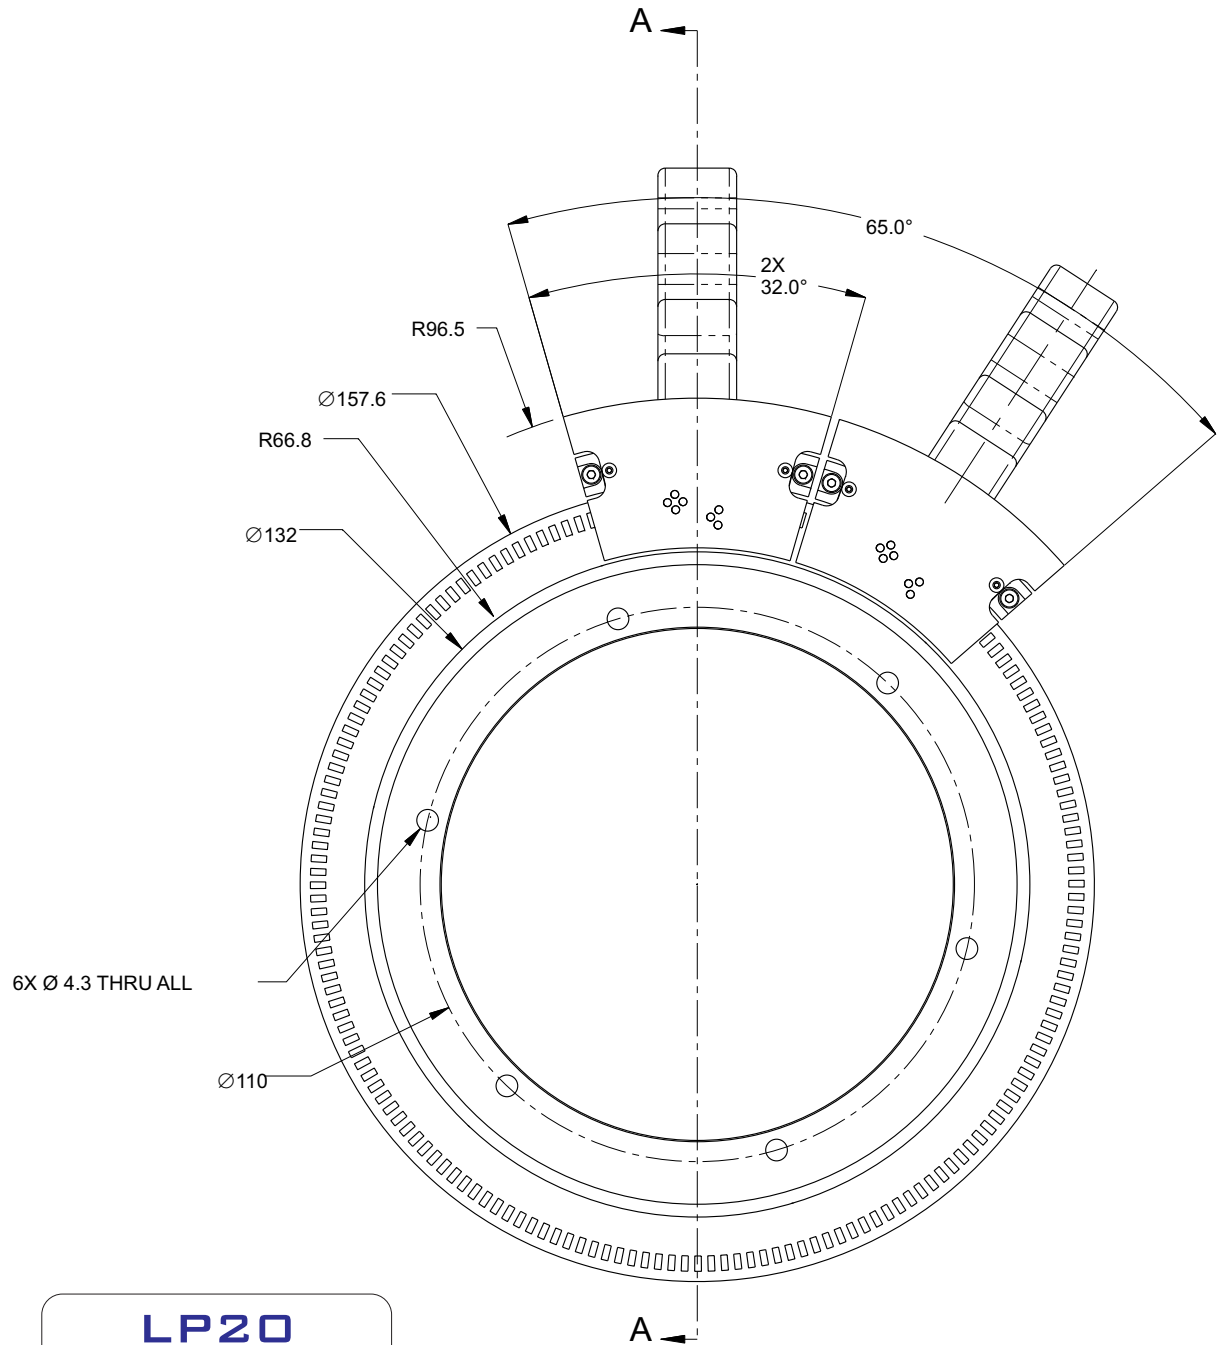 A
65.0°
2X
32.0°
R96.5
∅157.6
R66.8
∅132
6X Ø 4.3 THRU ALL
∅110
LP20
A